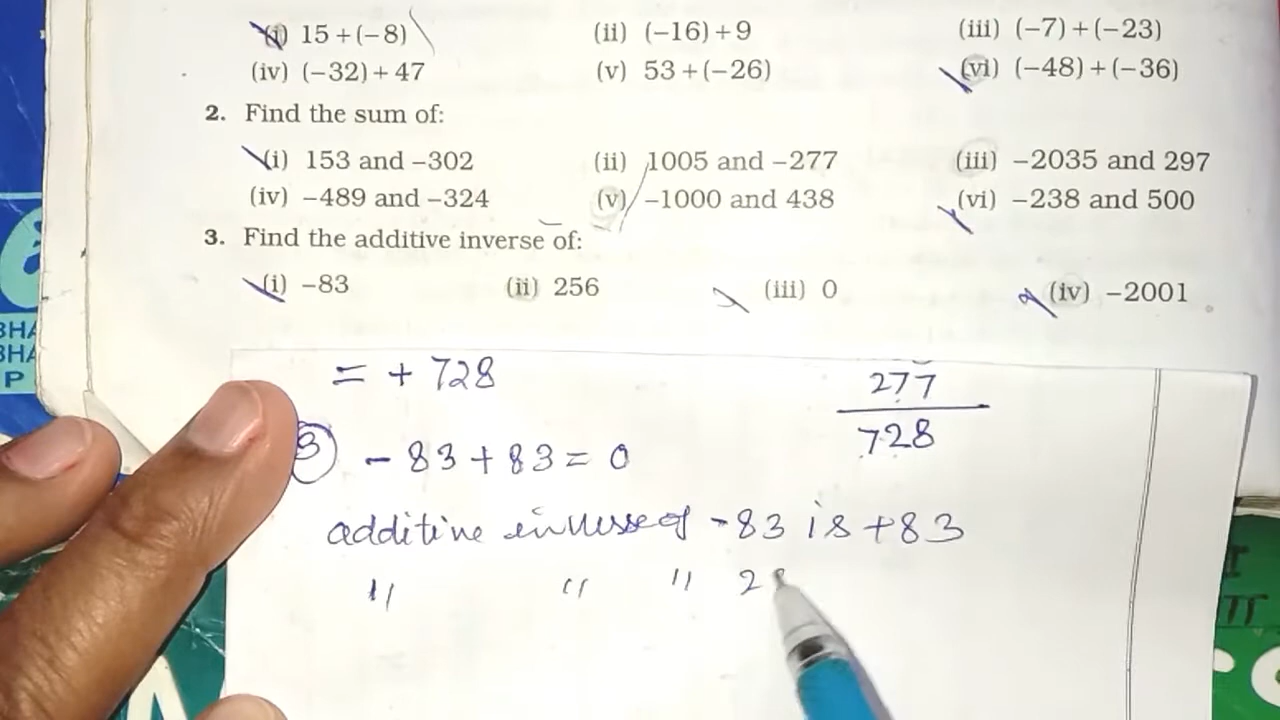 (i) 15 + (– 8) (ii) (–16) + 9 (iii) (–7) + (–23)
(iv) (–32) + 47 (v) 53 + (–26) (vi) (–48) + (–36)
2. Find the sum of:
(i) 153 and –302 (ii) 1005 and –277 (iii) –2035 and 297
(iv) –489 and –324 (v) –1000 and 438 (vi) –238 and 500
3. Find the additive inverse of:
(i) –83 (ii) 256 (iii) 0 (iv) –2001
BHA
BHA
P
= + 728
277
728
3 - 83 + 83 = 0
additive inverse of - 83 is + 83
" " " 2